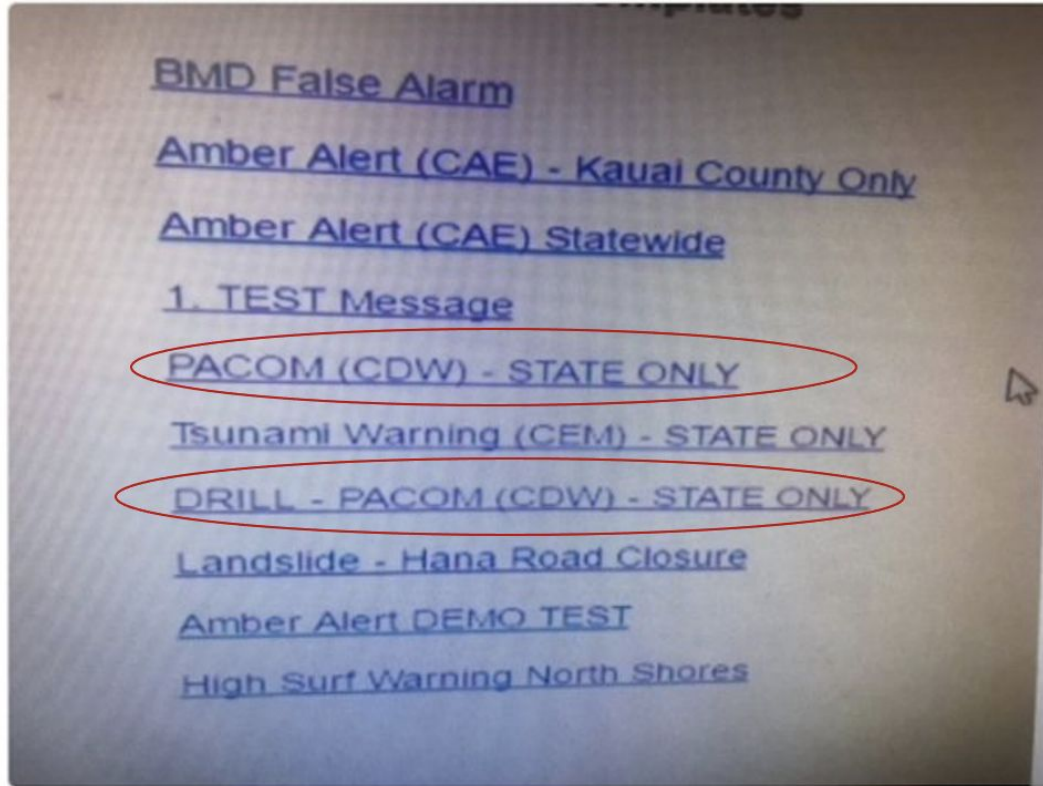 BMD False Alarm
Amber Alert (CAE) - Kauai County Only
Amber Alert (CAE) Statewide
1. TEST Message
PACOM (CDW) - STATE ONLY
Tsunami Warning (CEM) - STATE ONLY
DRILL - PACOM (CDW) - STATE ONLY
Landslide - Hana Road Closure
Amber Alert DEMO TEST
High Surf Warning North Shores